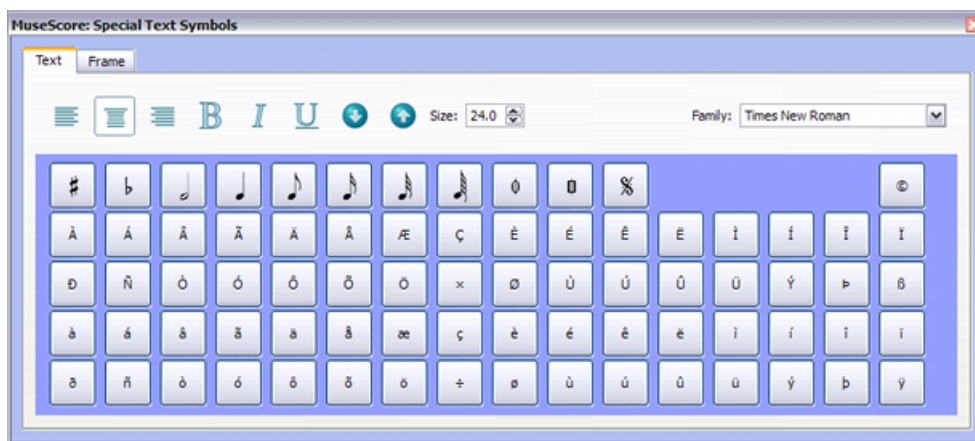 MuseScore: Special Text Symbols
Text Frame
B I U Size: 24.0 Family: Times New Roman
♯ ♭ 𝅗𝅥 ♩ ♪ 𝅘𝅥𝅯 𝅘𝅥𝅰 𝅘𝅥𝅱 𝄋 ©
À Á Â Ã Ä Å Æ Ç È É Ê Ë Ì Í Î Ï
Ð Ñ Ò Ó Ô Õ Ö × Ø Ù Ú Û Ü Ý Þ ß
à á â ã ä å æ ç è é ê ë ì í î ï
ð ñ ò ó ô õ ö ÷ ø ù ú û ü ý þ ÿ